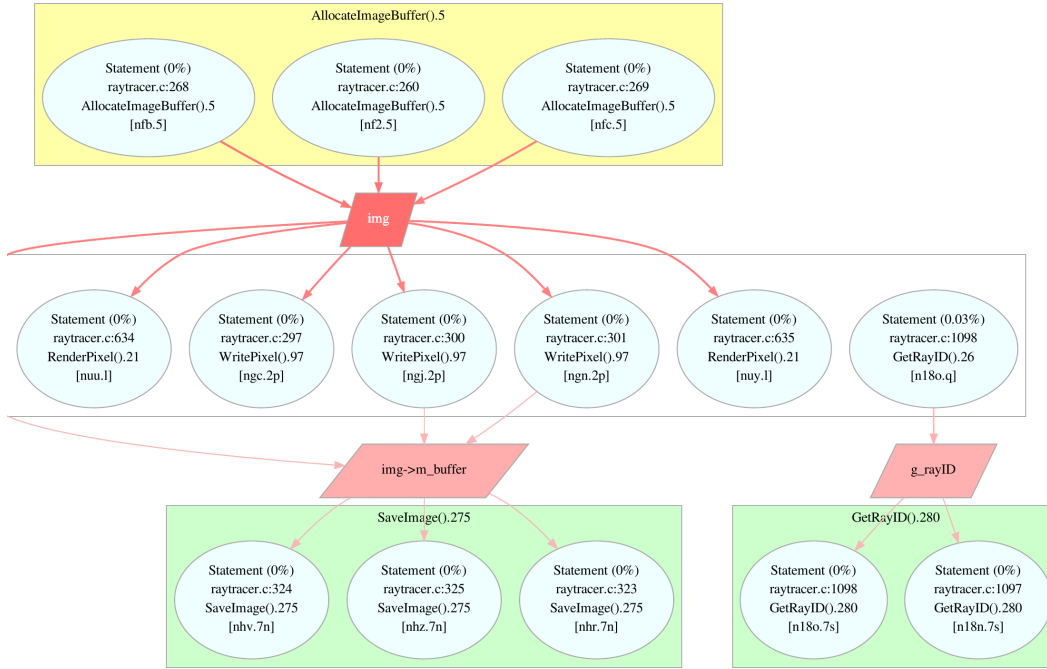 AllocateImageBuffer().5
Statement (0%)
raytracer.c:268
AllocateImageBuffer().5
[nfb.5]
Statement (0%)
raytracer.c:260
AllocateImageBuffer().5
[nf2.5]
Statement (0%)
raytracer.c:269
AllocateImageBuffer().5
[nfc.5]
img
Statement (0%)
raytracer.c:634
RenderPixel().21
[nuu.l]
Statement (0%)
raytracer.c:297
WritePixel().97
[ngc.2p]
Statement (0%)
raytracer.c:300
WritePixel().97
[ngj.2p]
Statement (0%)
raytracer.c:301
WritePixel().97
[ngn.2p]
Statement (0%)
raytracer.c:635
RenderPixel().21
[nuy.l]
Statement (0.03%)
raytracer.c:1098
GetRayID().26
[n18o.q]
img->m_buffer
g_rayID
SaveImage().275
Statement (0%)
raytracer.c:324
SaveImage().275
[nhv.7n]
Statement (0%)
raytracer.c:325
SaveImage().275
[nhz.7n]
Statement (0%)
raytracer.c:323
SaveImage().275
[nhr.7n]
GetRayID().280
Statement (0%)
raytracer.c:1098
GetRayID().280
[n18o.7s]
Statement (0%)
raytracer.c:1097
GetRayID().280
[n18n.7s]